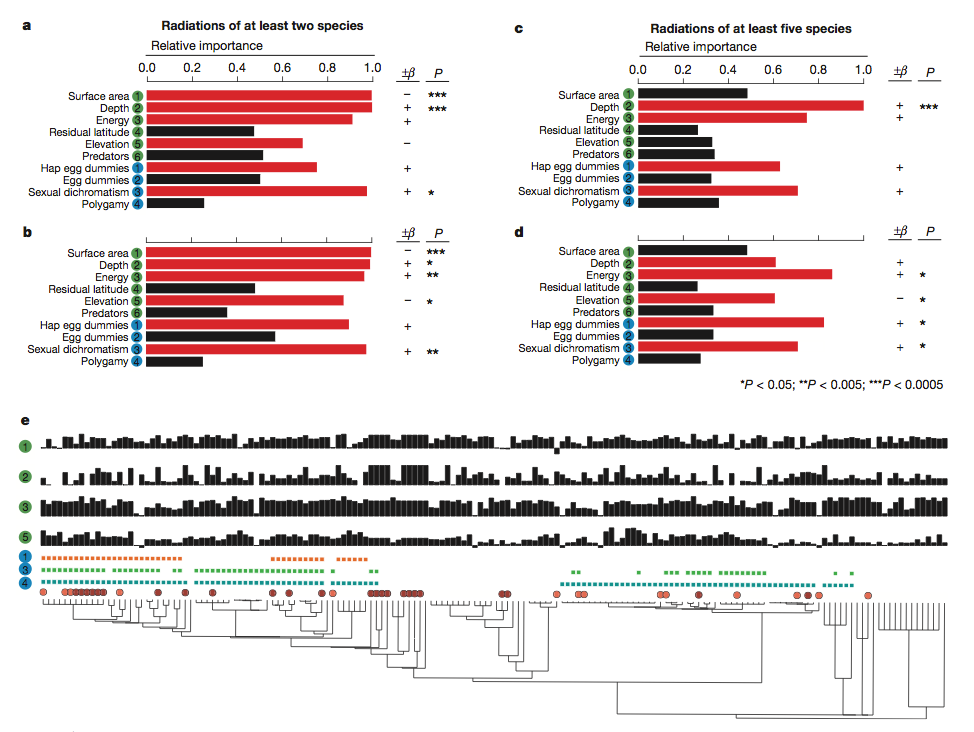 a
Radiations of at least two species
Relative importance
0.0 0.2 0.4 0.6 0.8 1.0
±β P
Surface area 1 – ***
Depth 2 + ***
Energy 3 +
Residual latitude 4
Elevation 5 –
Predators 6
Hap egg dummies 1 +
Egg dummies 2
Sexual dichromatism 3 + *
Polygamy 4
b
±β P
Surface area 1 – ***
Depth 2 + *
Energy 3 + **
Residual latitude 4
Elevation 5 – *
Predators 6
Hap egg dummies 1 +
Egg dummies 2
Sexual dichromatism 3 + **
Polygamy 4
c
Radiations of at least five species
Relative importance
0.0 0.2 0.4 0.6 0.8 1.0
±β P
Surface area 1
Depth 2 + ***
Energy 3 +
Residual latitude 4
Elevation 5
Predators 6
Hap egg dummies 1 +
Egg dummies 2
Sexual dichromatism 3 +
Polygamy 4
d
±β P
Surface area 1
Depth 2 +
Energy 3 + *
Residual latitude 4
Elevation 5 – *
Predators 6
Hap egg dummies 1 + *
Egg dummies 2
Sexual dichromatism 3 + *
Polygamy 4
*P < 0.05; **P < 0.005; ***P < 0.0005
e
1
2
3
5
1
3
4